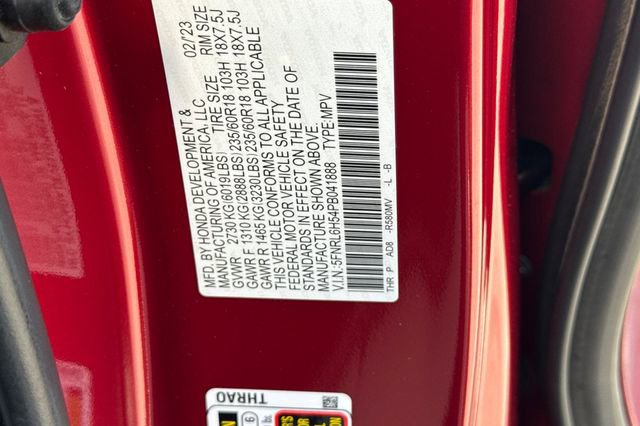 MFD. BY HONDA DEVELOPMENT & 02/'23
MANUFACTURING OF AMERICA, LLC
TIRE SIZE RIM SIZE
GVWR 2730 KG(6019LBS)
GAWR F 1310 KG(2888LBS) 235/60R18 103H 18X7.5J
GAWR R 1465 KG(3230LBS) 235/60R18 103H 18X7.5J
THIS VEHICLE CONFORMS TO ALL APPLICABLE
FEDERAL MOTOR VEHICLE SAFETY
STANDARDS IN EFFECT ON THE DATE OF
MANUFACTURE SHOWN ABOVE.
V.I.N.:5FNRL6H54PB041888 TYPE:MPV
THR P AD8 -R580MV -L -B
THRA0